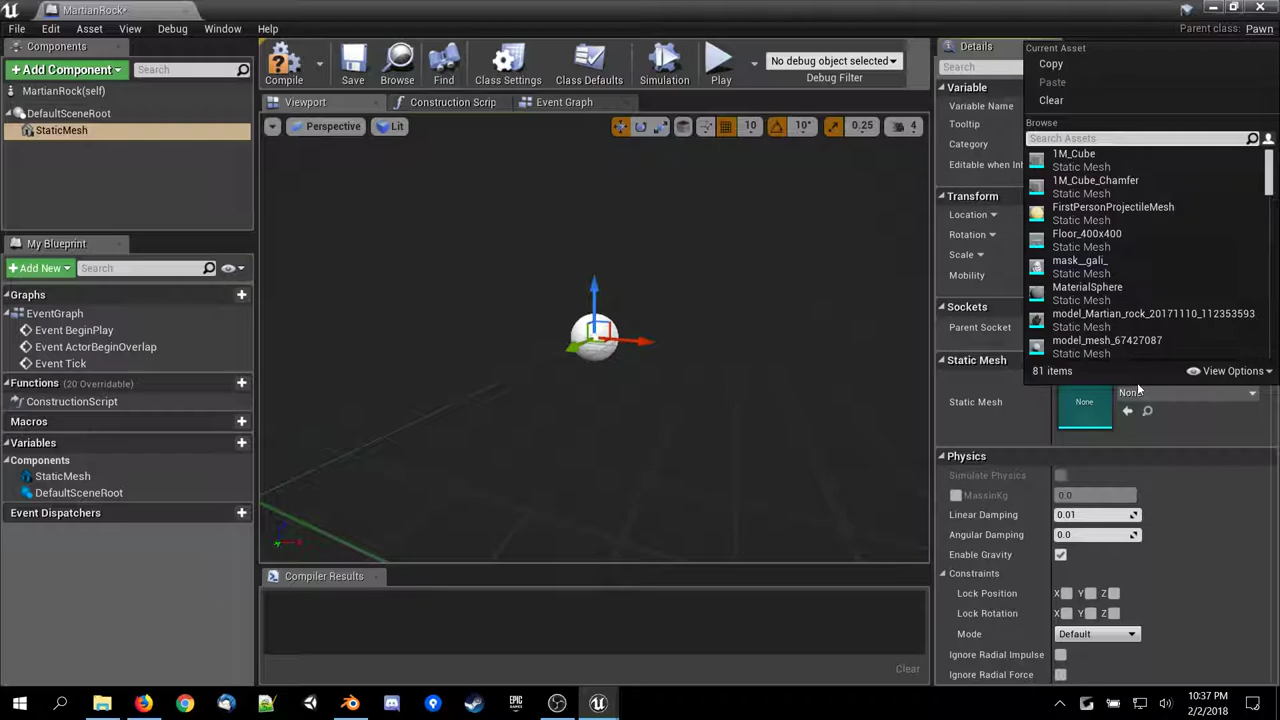 MartianRock*
File Edit Asset View Debug Window Help
Parent class: Pawn
Components
Add Component
Search
MartianRock(self)
DefaultSceneRoot
StaticMesh
My Blueprint
Add New
Search
Graphs
EventGraph
Event BeginPlay
Event ActorBeginOverlap
Event Tick
Functions (20 Overridable)
ConstructionScript
Macros
Variables
Components
StaticMesh
DefaultSceneRoot
Event Dispatchers
Compile
Save
Browse
Find
Class Settings
Class Defaults
Simulation
Play
No debug object selected
Debug Filter
Viewport
Construction Scrip
Event Graph
Perspective
Lit
10
10°
0.25
4
Compiler Results
Clear
Details
Search
Variable
Variable Name
Tooltip
Category
Editable when Inh
Transform
Location
Rotation
Scale
Mobility
Sockets
Parent Socket
Static Mesh
Static Mesh
None
None
Current Asset
Copy
Paste
Clear
Browse
Search Assets
1M_Cube
Static Mesh
1M_Cube_Chamfer
Static Mesh
FirstPersonProjectileMesh
Static Mesh
Floor_400x400
Static Mesh
mask__gali_
Static Mesh
MaterialSphere
Static Mesh
model_Martian_rock_20171110_112353593
Static Mesh
model_mesh_67427087
Static Mesh
81 items
View Options
Physics
Simulate Physics
MassInKg
0.0
Linear Damping
0.01
Angular Damping
0.0
Enable Gravity
Constraints
Lock Position
X Y Z
Lock Rotation
X Y Z
Mode
Default
Ignore Radial Impulse
Ignore Radial Force
10:37 PM
2/2/2018